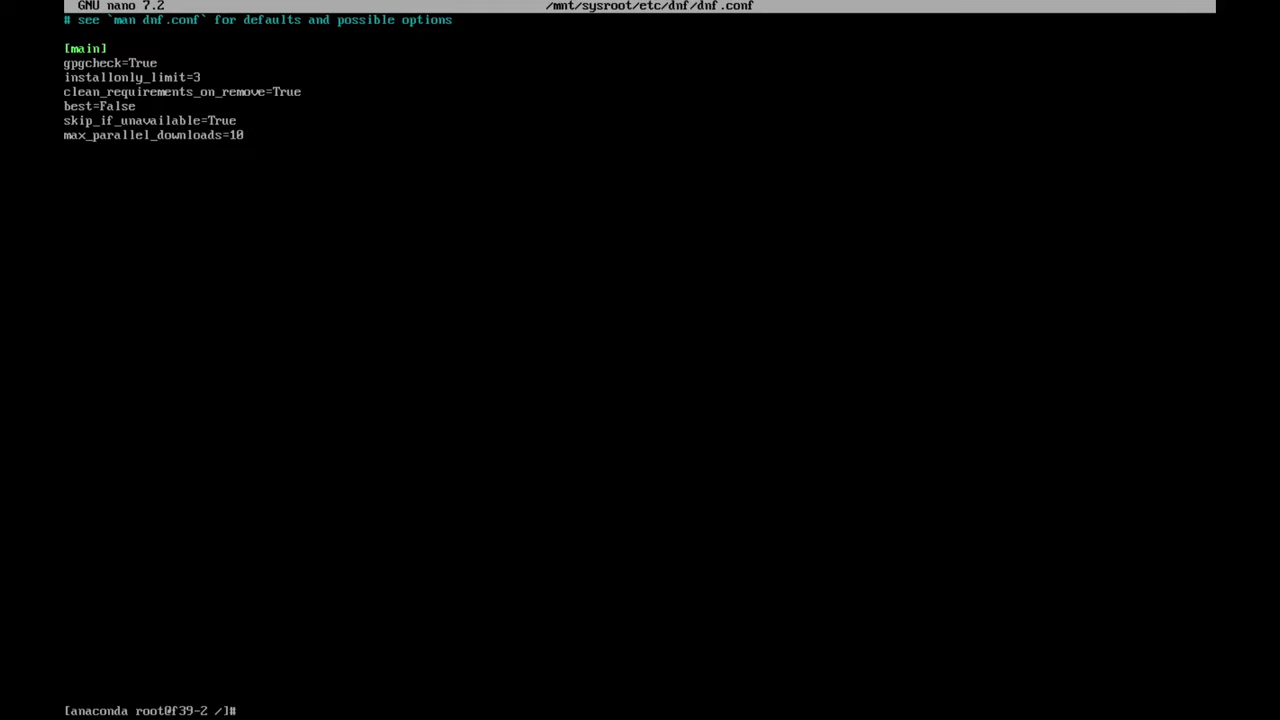 GNU nano 7.2 /mnt/sysroot/etc/dnf/dnf.conf
# see `man dnf.conf` for defaults and possible options
[main]
gpgcheck=True
installonly_limit=3
clean_requirements_on_remove=True
best=False
skip_if_unavailable=True
max_parallel_downloads=10
[anaconda root@f39-2 /]#